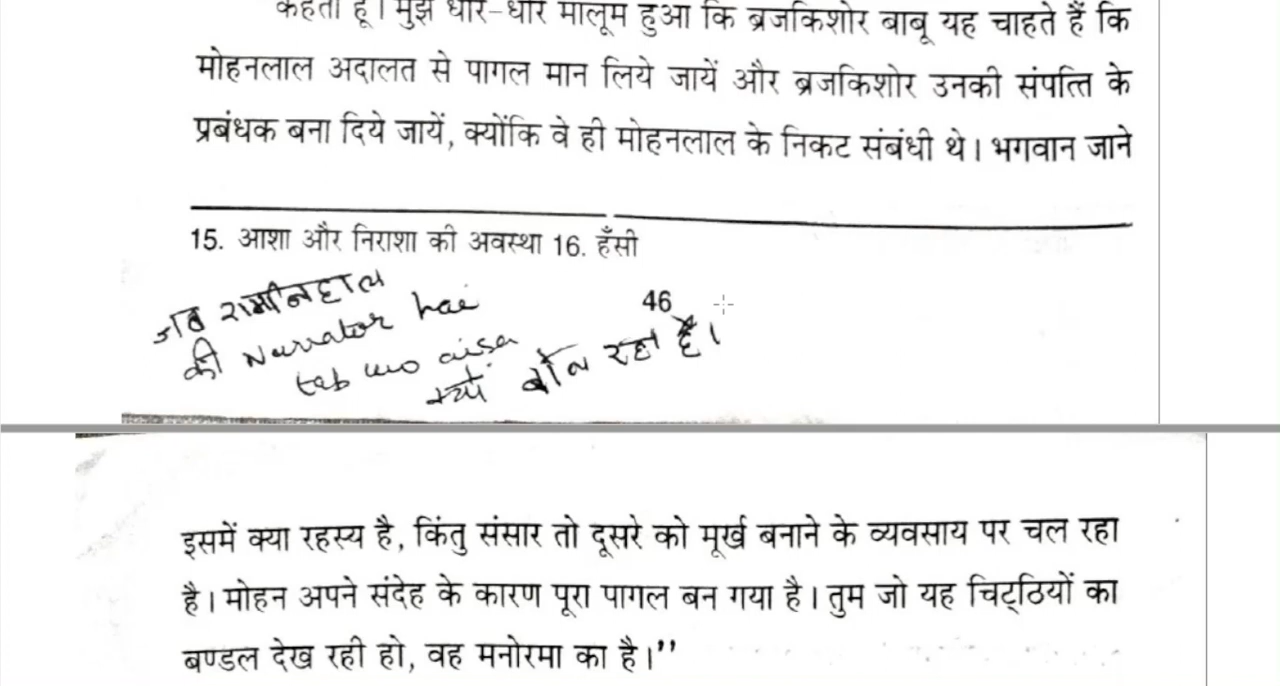 कहता हूँ। मुझे धीरे-धीरे मालूम हुआ कि ब्रजकिशोर बाबू यह चाहते हैं कि
मोहनलाल अदालत से पागल मान लिये जायें और ब्रजकिशोर उनकी संपत्ति के
प्रबंधक बना दिये जायें, क्योंकि वे ही मोहनलाल के निकट संबंधी थे। भगवान जाने
15. आशा और निराशा की अवस्था 16. हँसी
जब रामनिहाल
46
की Narrator hai
tab wo aisa
क्यों बोल रहा है।
इसमें क्या रहस्य है, किंतु संसार तो दूसरे को मूर्ख बनाने के व्यवसाय पर चल रहा
है। मोहन अपने संदेह के कारण पूरा पागल बन गया है। तुम जो यह चिट्ठियों का
बण्डल देख रही हो, वह मनोरमा का है।”